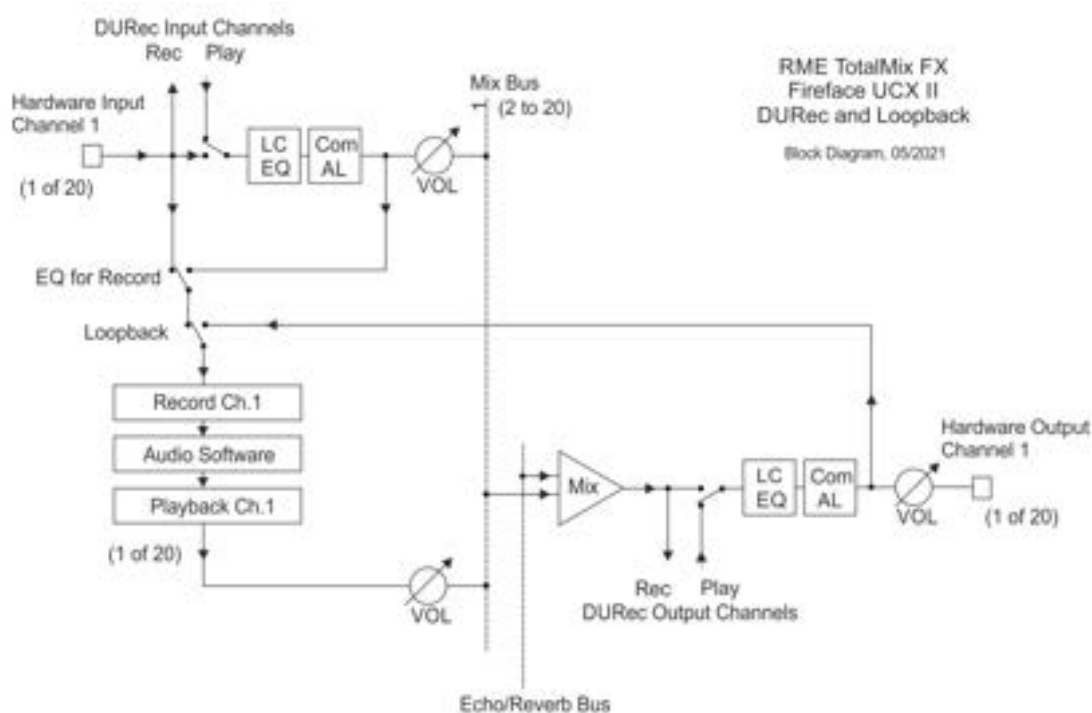 DURec Input Channels
Rec Play
Hardware Input
Channel 1
(1 of 20)
LC
EQ
Com
AL
VOL
Mix Bus
1 (2 to 20)
RME TotalMix FX
Fireface UCX II
DURec and Loopback
Block Diagram, 05/2021
EQ for Record
Loopback
Record Ch.1
Audio Software
Playback Ch.1
(1 of 20)
VOL
Mix
LC
EQ
Com
AL
Hardware Output
Channel 1
VOL
(1 of 20)
Rec Play
DURec Output Channels
Echo/Reverb Bus